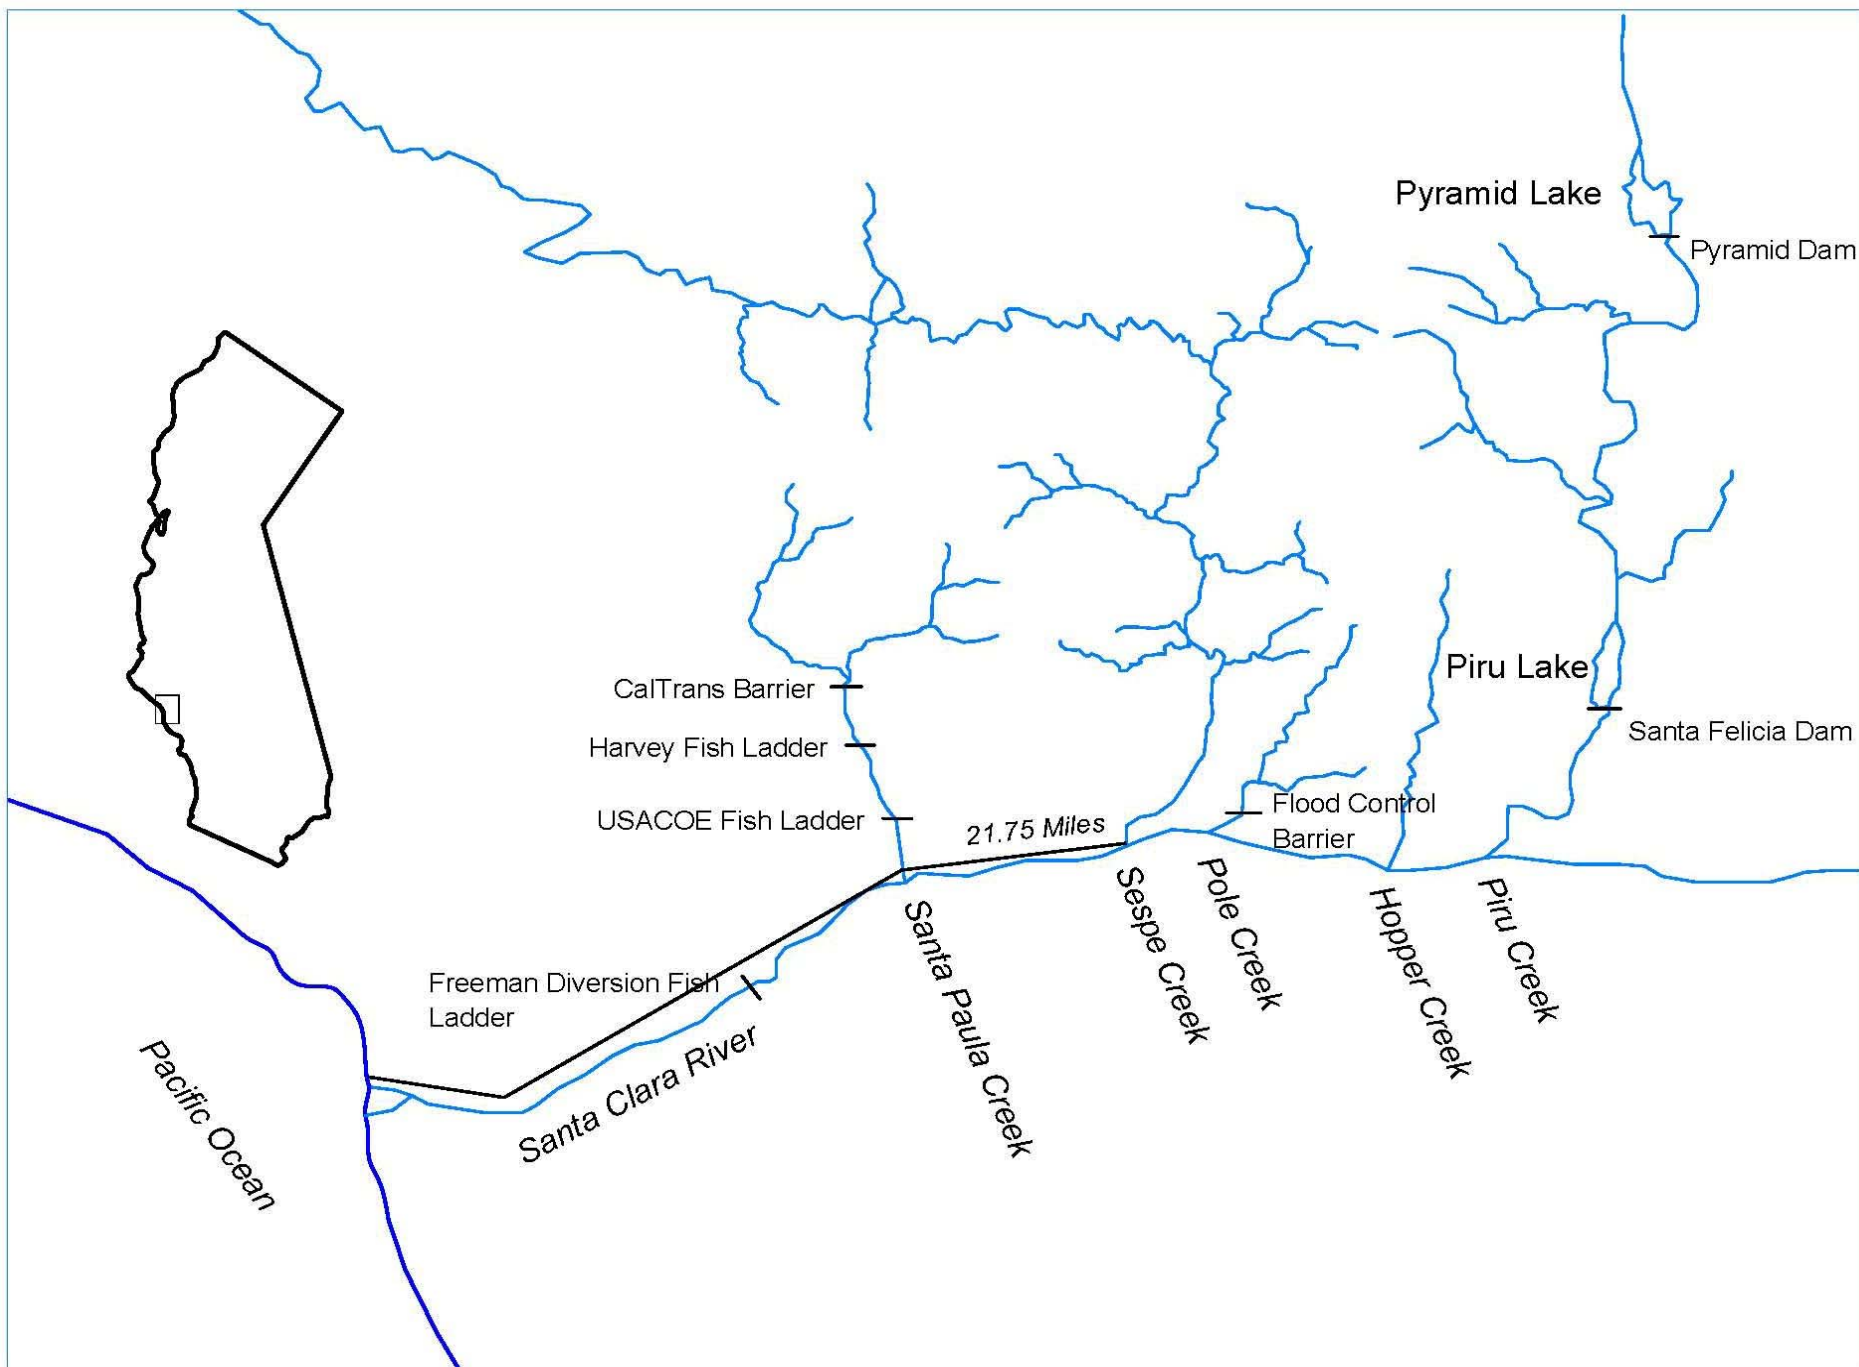 Pyramid Lake
Pyramid Dam
Piru Lake
CalTrans Barrier
Santa Felicia Dam
Harvey Fish Ladder
USACOE Fish Ladder
21.75 Miles
Flood Control
Barrier
Freeman Diversion Fish
Ladder
Santa Clara River
Santa Paula Creek
Sespe Creek
Pole Creek
Hopper Creek
Piru Creek
Pacific Ocean